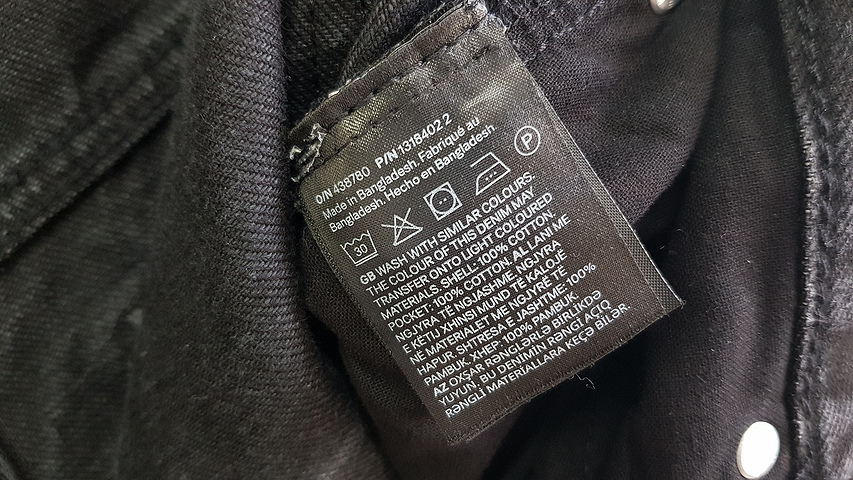 O/N 438780 P/N 131B402.2
Made in Bangladesh. Fabriqué au
Bangladesh. Hecho en Bangladesh.
30
P
GB WASH WITH SIMILAR COLOURS.
THE COLOUR OF THIS DENIM MAY
TRANSFER ONTO LIGHT COLOURED
MATERIALS. SHELL: 100% COTTON.
POCKET: 100% COTTON. AL LANI ME
NGJYRA TË NGJASHME. NGJYRA
E KËTIJ XHINSI MUND TË KALOJË
NË MATERIALET ME NGJYRË TË
HAPUR. SHTRESA E JASHTME: 100%
PAMBUK. XHEP: 100% PAMBUK.
AZ OXŞAR RƏNGLƏRLƏ BİRLİKDƏ
YUYUN. BU DENİMİN RƏNGİ AÇIQ
RƏNGLİ MATERİALLARA KEÇƏ BİLƏR.